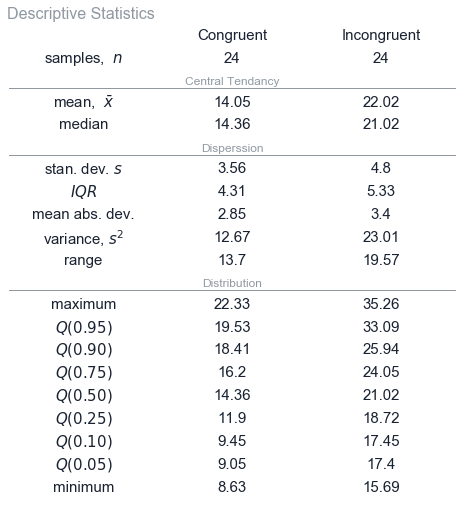 Descriptive Statistics
Congruent Incongruent
samples, n 24 24
Central Tendancy
mean, x̄ 14.05 22.02
median 14.36 21.02
Disperssion
stan. dev. s 3.56 4.8
IQR 4.31 5.33
mean abs. dev. 2.85 3.4
variance, s² 12.67 23.01
range 13.7 19.57
Distribution
maximum 22.33 35.26
Q(0.95) 19.53 33.09
Q(0.90) 18.41 25.94
Q(0.75) 16.2 24.05
Q(0.50) 14.36 21.02
Q(0.25) 11.9 18.72
Q(0.10) 9.45 17.45
Q(0.05) 9.05 17.4
minimum 8.63 15.69